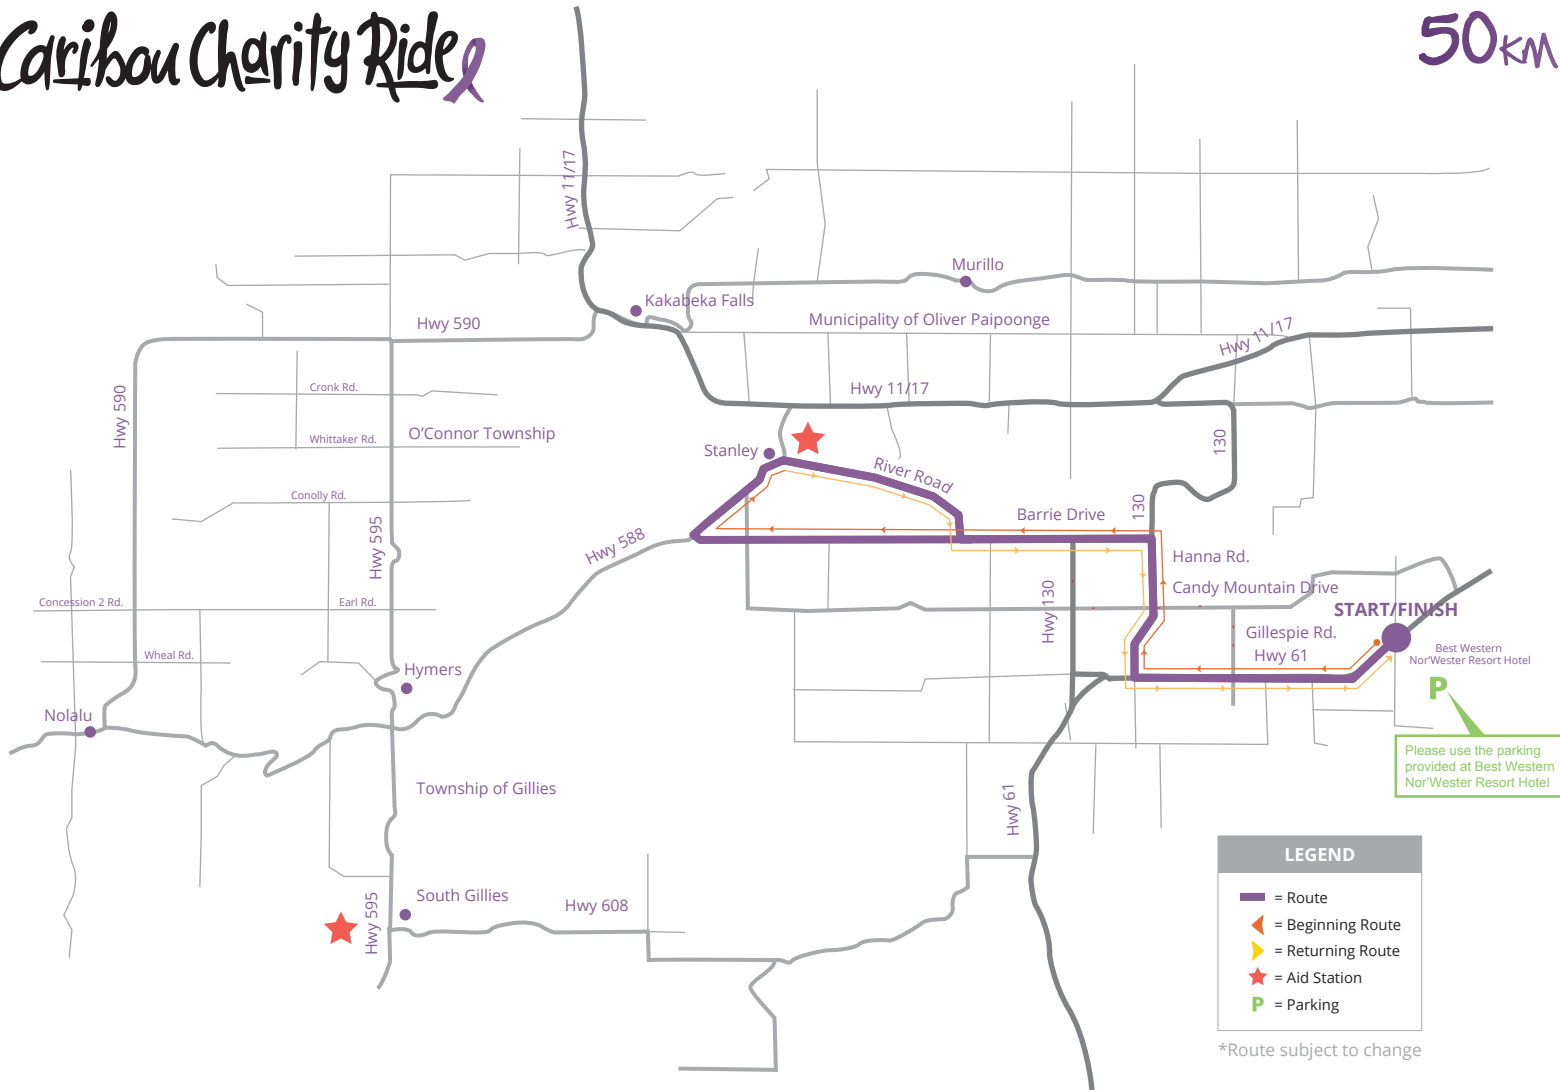 Caribou Charity Ride
50KM
Hwy 11/17
Murillo
Kakabeka Falls
Hwy 590
Municipality of Oliver Paipoonge
Hwy 11/17
Hwy 11/17
Hwy 590
Cronk Rd.
Whittaker Rd.
O'Connor Township
Stanley
130
River Road
Conolly Rd.
130
Barrie Drive
Hwy 595
Hwy 588
Hanna Rd.
Candy Mountain Drive
Concession 2 Rd.
Earl Rd.
Hwy 130
START/FINISH
Gillespie Rd.
Hwy 61
Best Western
Nor'Wester Resort Hotel
Wheal Rd.
Hymers
P
Nolalu
Please use the parking
provided at Best Western
Nor'Wester Resort Hotel
Township of Gillies
Hwy 61
South Gillies
Hwy 595
Hwy 608
LEGEND
= Route
= Beginning Route
= Returning Route
= Aid Station
P = Parking
*Route subject to change